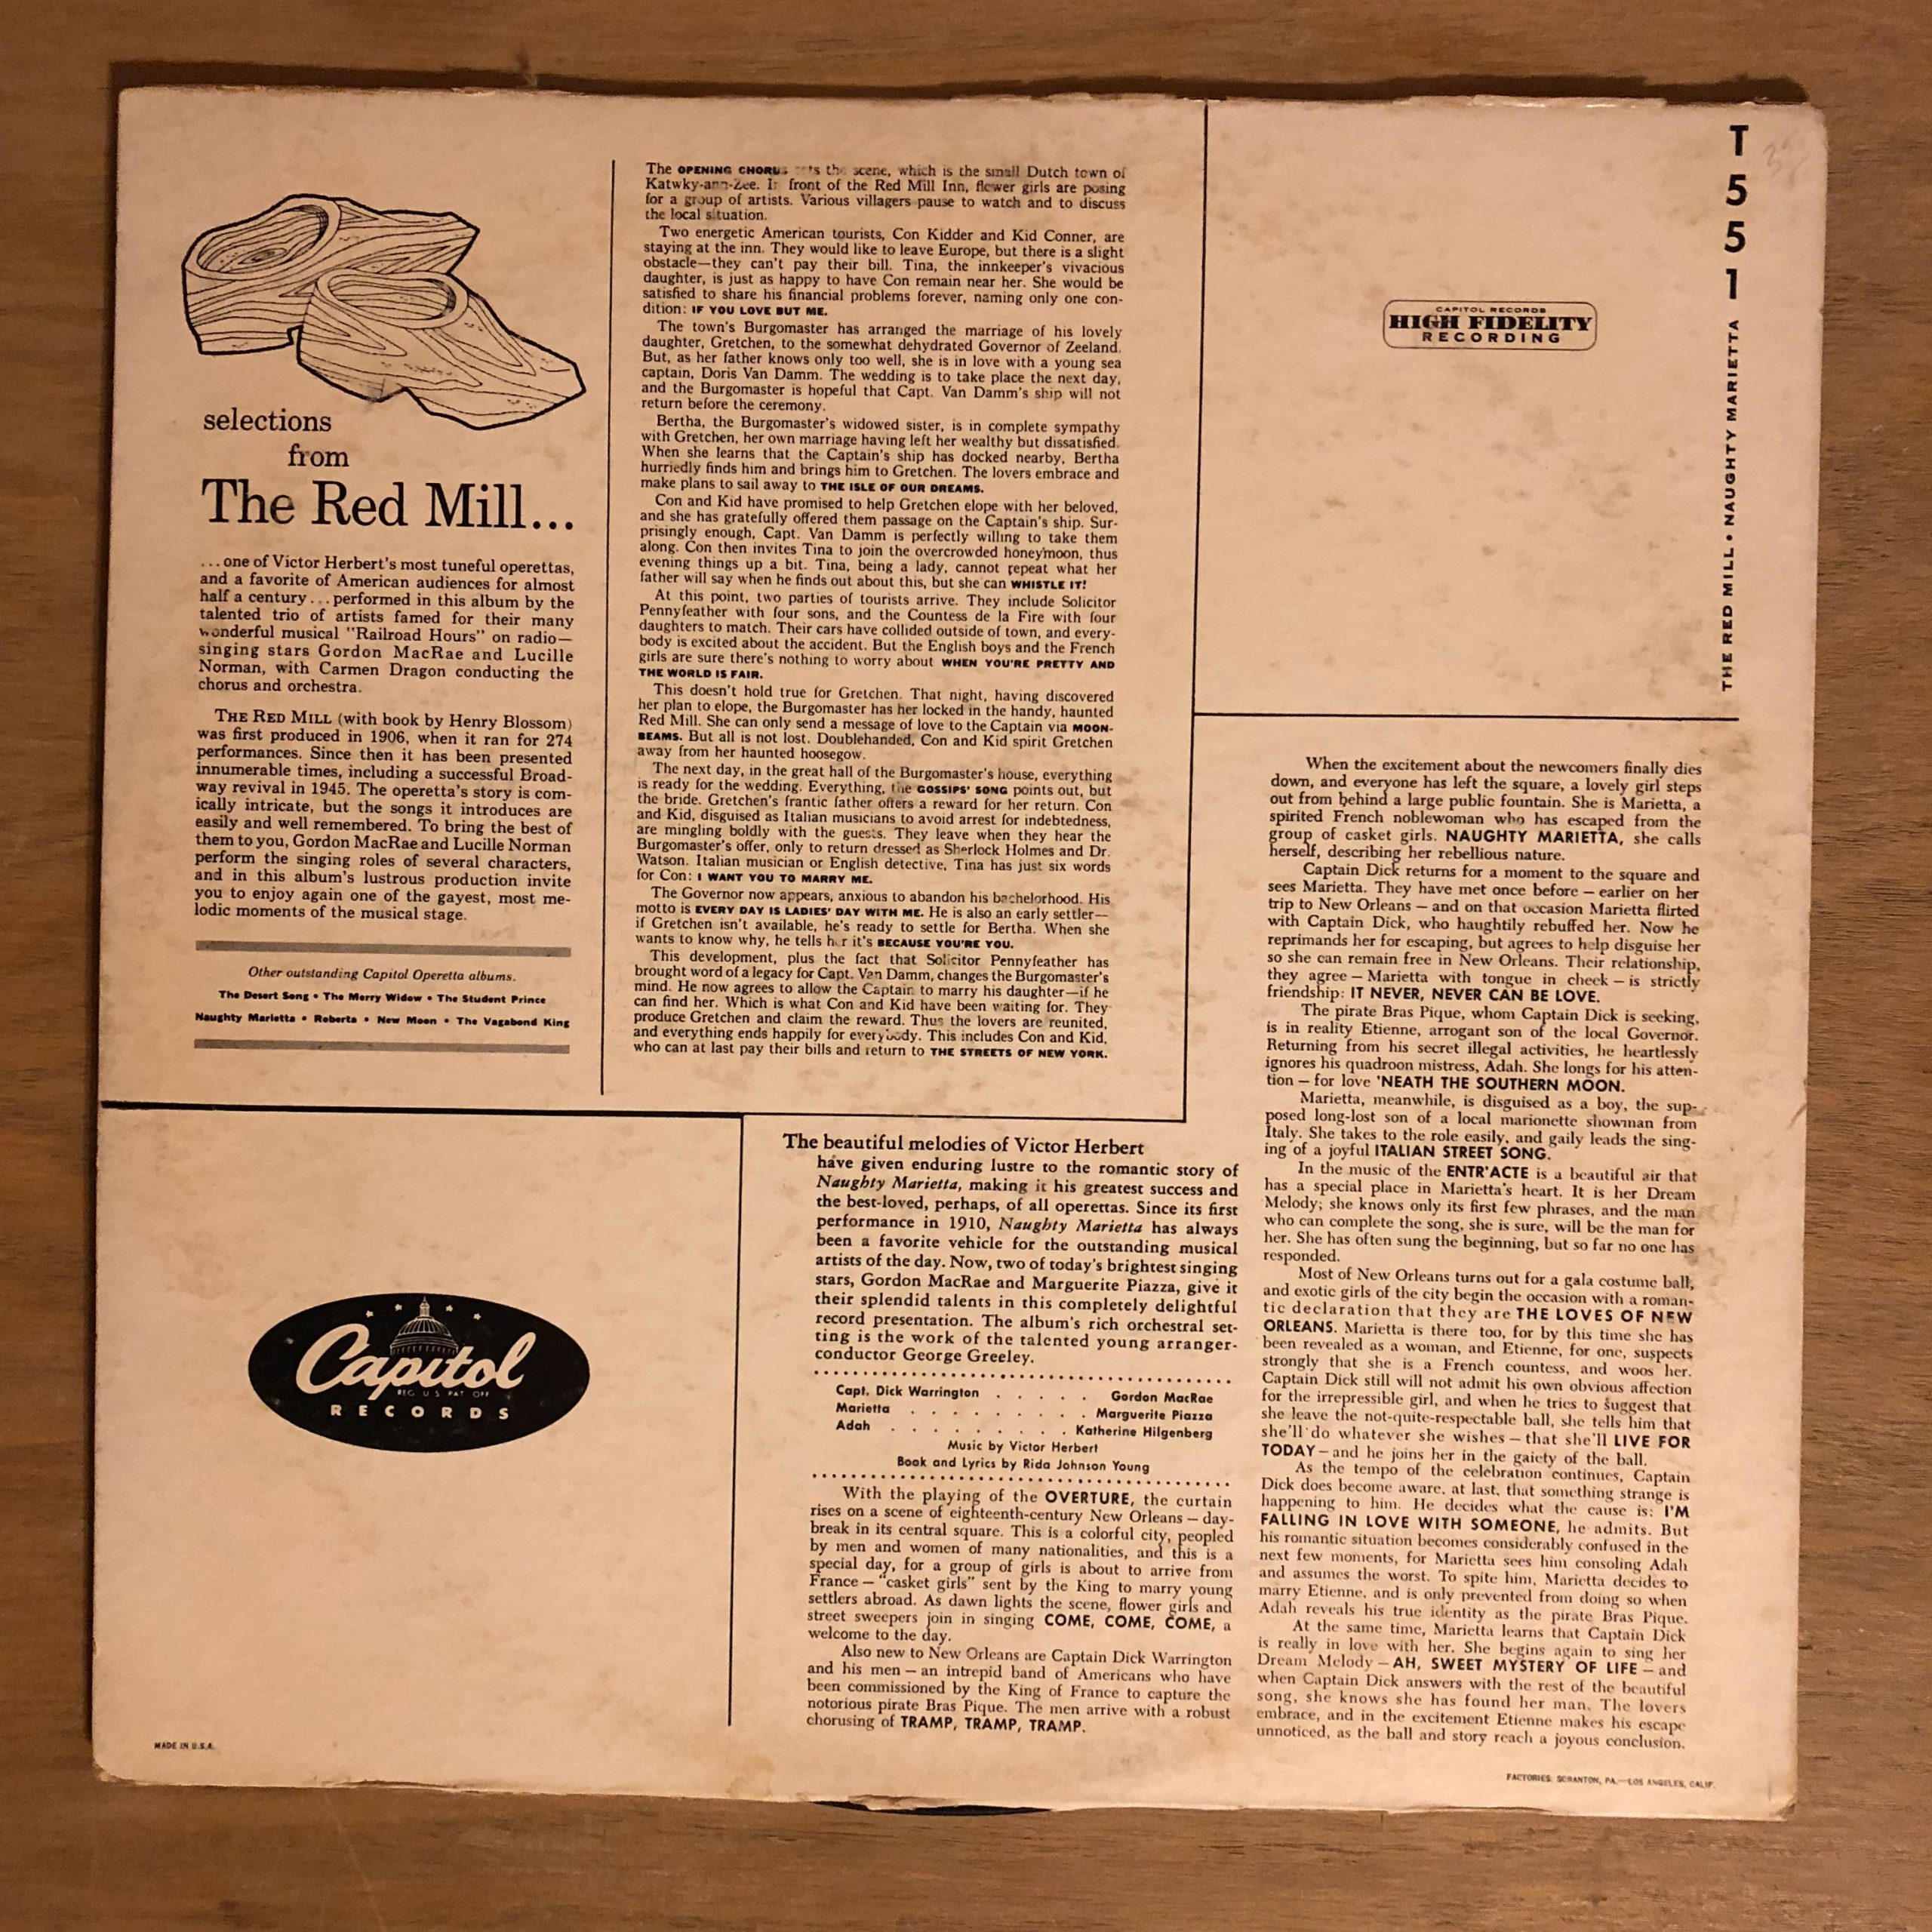 selections
from
The Red Mill...
...one of Victor Herbert's most tuneful operettas,
and a favorite of American audiences for almost
half a century...performed in this album by the
talented trio of artists famed for their many
wonderful musical "Railroad Hours" on radio—
singing stars Gordon MacRae and Lucille
Norman, with Carmen Dragon conducting the
chorus and orchestra.
THE RED MILL (with book by Henry Blossom)
was first produced in 1906, when it ran for 274
performances. Since then it has been presented
innumerable times, including a successful Broad-
way revival in 1945. The operetta's story is com-
ically intricate, but the songs it introduces are
easily and well remembered. To bring the best of
them to you, Gordon MacRae and Lucille Norman
perform the singing roles of several characters,
and in this album's lustrous production invite
you to enjoy again one of the gayest, most me-
lodic moments of the musical stage.
Other outstanding Capitol Operetta albums.
The Desert Song • The Merry Widow • The Student Prince
Naughty Marietta • Roberta • New Moon • The Vagabond King
The OPENING CHORUS sets the scene, which is the small Dutch town of
Katwky-ann-Zee. In front of the Red Mill Inn, flower girls are posing
for a group of artists. Various villagers pause to watch and to discuss
the local situation.
Two energetic American tourists, Con Kidder and Kid Conner, are
staying at the inn. They would like to leave Europe, but there is a slight
obstacle—they can't pay their bill. Tina, the innkeeper's vivacious
daughter, is just as happy to have Con remain near her. She would be
satisfied to share his financial problems forever, naming only one con-
dition: IF YOU LOVE BUT ME.
The town's Burgomaster has arranged the marriage of his lovely
daughter, Gretchen, to the somewhat dehydrated Governor of Zeeland.
But, as her father knows only too well, she is in love with a young sea
captain, Doris Van Damm. The wedding is to take place the next day,
and the Burgomaster is hopeful that Capt. Van Damm's ship will not
return before the ceremony.
Bertha, the Burgomaster's widowed sister, is in complete sympathy
with Gretchen, her own marriage having left her wealthy but dissatisfied.
When she learns that the Captain's ship has docked nearby, Bertha
hurriedly finds him and brings him to Gretchen. The lovers embrace and
make plans to sail away to THE ISLE OF OUR DREAMS.
Con and Kid have promised to help Gretchen elope with her beloved,
and she has gratefully offered them passage on the Captain's ship. Sur-
prisingly enough, Capt. Van Damm is perfectly willing to take them
along. Con then invites Tina to join the overcrowded honeymoon, thus
evening things up a bit. Tina, being a lady, cannot repeat what her
father will say when he finds out about this, but she can WHISTLE IT!
At this point, two parties of tourists arrive. They include Solicitor
Pennyfeather with four sons, and the Countess de la Fire with four
daughters to match. Their cars have collided outside of town, and every-
body is excited about the accident. But the English boys and the French
girls are sure there's nothing to worry about WHEN YOU'RE PRETTY AND
THE WORLD IS FAIR.
This doesn't hold true for Gretchen. That night, having discovered
her plan to elope, the Burgomaster has her locked in the handy, haunted
Red Mill. She can only send a message of love to the Captain via MOON-
BEAMS. But all is not lost. Doublehanded, Con and Kid spirit Gretchen
away from her haunted hoosegow.
The next day, in the great hall of the Burgomaster's house, everything
is ready for the wedding. Everything, the GOSSIPS' SONG points out, but
the bride. Gretchen's frantic father offers a reward for her return. Con
and Kid, disguised as Italian musicians to avoid arrest for indebtedness,
are mingling boldly with the guests. They leave when they hear the
Burgomaster's offer, only to return dressed as Sherlock Holmes and Dr.
Watson. Italian musician or English detective, Tina has just six words
for Con: I WANT YOU TO MARRY ME.
The Governor now appears, anxious to abandon his bachelorhood. His
motto is EVERY DAY IS LADIES' DAY WITH ME. He is also an early settler—
if Gretchen isn't available, he's ready to settle for Bertha. When she
wants to know why, he tells her it's BECAUSE YOU'RE YOU.
This development, plus the fact that Solicitor Pennyfeather has
brought word of a legacy for Capt. Van Damm, changes the Burgomaster's
mind. He now agrees to allow the Captain to marry his daughter—if he
can find her. Which is what Con and Kid have been waiting for. They
produce Gretchen and claim the reward. Thus the lovers are reunited,
and everything ends happily for everybody. This includes Con and Kid,
who can at last pay their bills and return to THE STREETS OF NEW YORK.
CAPITOL RECORDS
HIGH FIDELITY
RECORDING
T551
THE RED MILL • NAUGHTY MARIETTA
Capitol
REG. U.S. PAT. OFF.
RECORDS
MADE IN U.S.A.
The beautiful melodies of Victor Herbert
have given enduring lustre to the romantic story of
Naughty Marietta, making it his greatest success and
the best-loved, perhaps, of all operettas. Since its first
performance in 1910, Naughty Marietta has always
been a favorite vehicle for the outstanding musical
artists of the day. Now, two of today's brightest singing
stars, Gordon MacRae and Marguerite Piazza, give it
their splendid talents in this completely delightful
record presentation. The album's rich orchestral set-
ting is the work of the talented young arranger-
conductor George Greeley.
Capt. Dick Warrington . . . . . Gordon MacRae
Marietta . . . . . . . . . Marguerite Piazza
Adah . . . . . . . . . Katherine Hilgenberg
Music by Victor Herbert
Book and Lyrics by Rida Johnson Young
With the playing of the OVERTURE, the curtain
rises on a scene of eighteenth-century New Orleans — day-
break in its central square. This is a colorful city, peopled
by men and women of many nationalities, and this is a
special day, for a group of girls is about to arrive from
France — "casket girls" sent by the King to marry young
settlers abroad. As dawn lights the scene, flower girls and
street sweepers join in singing COME, COME, COME, a
welcome to the day.
Also new to New Orleans are Captain Dick Warrington
and his men — an intrepid band of Americans who have
been commissioned by the King of France to capture the
notorious pirate Bras Pique. The men arrive with a robust
chorusing of TRAMP, TRAMP, TRAMP.
When the excitement about the newcomers finally dies
down, and everyone has left the square, a lovely girl steps
out from behind a large public fountain. She is Marietta, a
spirited French noblewoman who has escaped from the
group of casket girls. NAUGHTY MARIETTA, she calls
herself, describing her rebellious nature.
Captain Dick returns for a moment to the square and
sees Marietta. They have met once before — earlier on her
trip to New Orleans — and on that occasion Marietta flirted
with Captain Dick, who haughtily rebuffed her. Now he
reprimands her for escaping, but agrees to help disguise her
so she can remain free in New Orleans. Their relationship,
they agree — Marietta with tongue in cheek — is strictly
friendship: IT NEVER, NEVER CAN BE LOVE.
The pirate Bras Pique, whom Captain Dick is seeking,
is in reality Etienne, arrogant son of the local Governor.
Returning from his secret illegal activities, he heartlessly
ignores his quadroon mistress, Adah. She longs for his atten-
tion — for love 'NEATH THE SOUTHERN MOON.
Marietta, meanwhile, is disguised as a boy, the sup-
posed long-lost son of a local marionette showman from
Italy. She takes to the role easily, and gaily leads the sing-
ing of a joyful ITALIAN STREET SONG.
In the music of the ENTR'ACTE is a beautiful air that
has a special place in Marietta's heart. It is her Dream
Melody; she knows only its first few phrases, and the man
who can complete the song, she is sure, will be the man for
her. She has often sung the beginning, but so far no one has
responded.
Most of New Orleans turns out for a gala costume ball,
and exotic girls of the city begin the occasion with a roman-
tic declaration that they are THE LOVES OF NEW
ORLEANS. Marietta is there too, for by this time she has
been revealed as a woman, and Etienne, for one, suspects
strongly that she is a French countess, and woos her.
Captain Dick still will not admit his own obvious affection
for the irrepressible girl, and when he tries to suggest that
she leave the not-quite-respectable ball, she tells him that
she'll do whatever she wishes — that she'll LIVE FOR
TODAY — and he joins her in the gaiety of the ball.
As the tempo of the celebration continues, Captain
Dick does become aware, at last, that something strange is
happening to him. He decides what the cause is: I'M
FALLING IN LOVE WITH SOMEONE, he admits. But
his romantic situation becomes considerably confused in the
next few moments, for Marietta sees him consoling Adah
and assumes the worst. To spite him, Marietta decides to
marry Etienne, and is only prevented from doing so when
Adah reveals his true identity as the pirate Bras Pique.
At the same time, Marietta learns that Captain Dick
is really in love with her. She begins again to sing her
Dream Melody — AH, SWEET MYSTERY OF LIFE — and
when Captain Dick answers with the rest of the beautiful
song, she knows she has found her man. The lovers
embrace, and in the excitement Etienne makes his escape
unnoticed, as the ball and story reach a joyous conclusion.
FACTORIES: SCRANTON, PA.—LOS ANGELES, CALIF.